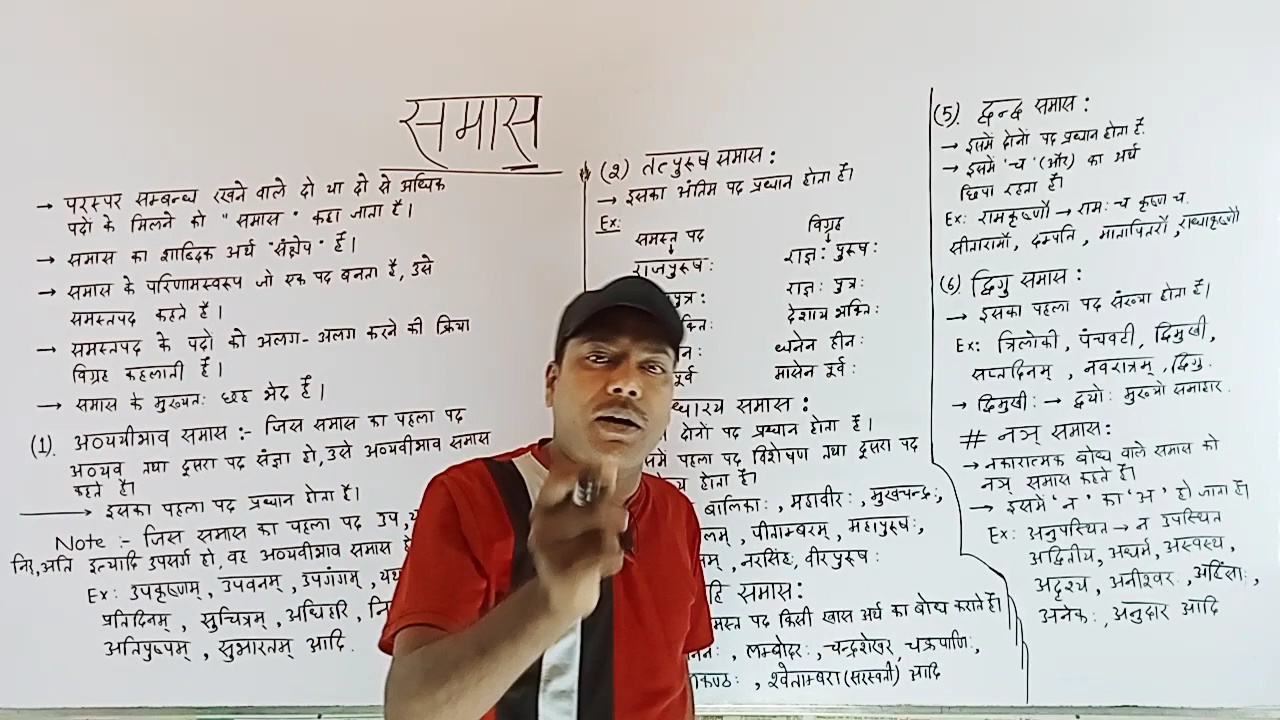 समास
→ परस्पर सम्बन्ध रखने वाले दो या दो से अधिक
पदों के मिलने को "समास" कहा जाता है।
→ समास का शाब्दिक अर्थ "संक्षेप" है।
→ समास के परिणामस्वरूप जो एक पद बनता है, उसे
समस्तपद कहते हैं।
→ समस्तपद के पदों को अलग-अलग करने की क्रिया
विग्रह कहलाती है।
→ समास के मुख्यतः छह भेद हैं।
(1). अव्ययीभाव समास :- जिस समास का पहला पद
अव्यय तथा दूसरा पद संज्ञा हो, उसे अव्ययीभाव समास
कहते हैं।
→ इसका पहला पद प्रधान होता है।
Note :- जिस समास का पहला पद उप,
निर, अति इत्यादि उपसर्ग हो, वह अव्ययीभाव समास
Ex: उपकृष्णम्, उपवनम्, उपगंगम्,
प्रतिदिनम्, सुचित्रम्, अधिहरि,
अतिपुष्पम्, सुभारतम् आदि.
(2) तत्पुरूष समास :
→ इसका अंतिम पद प्रधान होता है।
Ex: समस्त पद विग्रह
राजपुरूषः राज्ञः पुरूषः
पुत्रः राज्ञः पुत्रः
क्तिः देशाय भक्तिः
नः धनेन हीनः
पूर्व मासेन पूर्वः
धारय समास :
दोनों पद प्रधान होता है।
समें पहला पद विशेषण तथा दूसरा पद
होता है।
बालिकाः, महावीरः, मुखचन्द्रः,
लम्, पीताम्बरम्, महापुरूषः,
म्, नरसिंहः, वीरपुरूषः
हि समास:
मस्त पद किसी खास अर्थ का बोध कराते हैं।
नन:, लम्बोदरः, चन्द्रशेखर, चक्रपाणिः,
कण्ठः, श्वेताम्बरा (सरस्वती) आदि
(5). द्वन्द्व समास :
→ इसमें दोनों पद प्रधान होता है.
→ इसमें 'च' (और) का अर्थ
छिपा रहता है।
Ex: रामकृष्णौ → रामः च कृष्ण च.
सीतारामौ, दम्पति, मातापितरौ, राधाकृष्णौ
(6) द्विगु समास :
→ इसका पहला पद संख्या होता है।
Ex: त्रिलोकी, पंचवटी, द्विमुखी,
सप्तदिनम्, नवरात्रम्, द्विगु.
→ द्विमुखी: → द्वयोः मुखयो समाहार.
# नञ् समास:
→ नकारात्मक बोध वाले समास को
नञ् समास कहते हैं।
→ इसमें 'न' का 'अ' हो जाता है।
Ex: अनुपस्थित → न उपस्थित
अद्वितीय, अधर्म, अस्वस्थ,
अदृश्य, अनीश्वरः, अहिंसाः,
अनेकः, अनुदार आदि